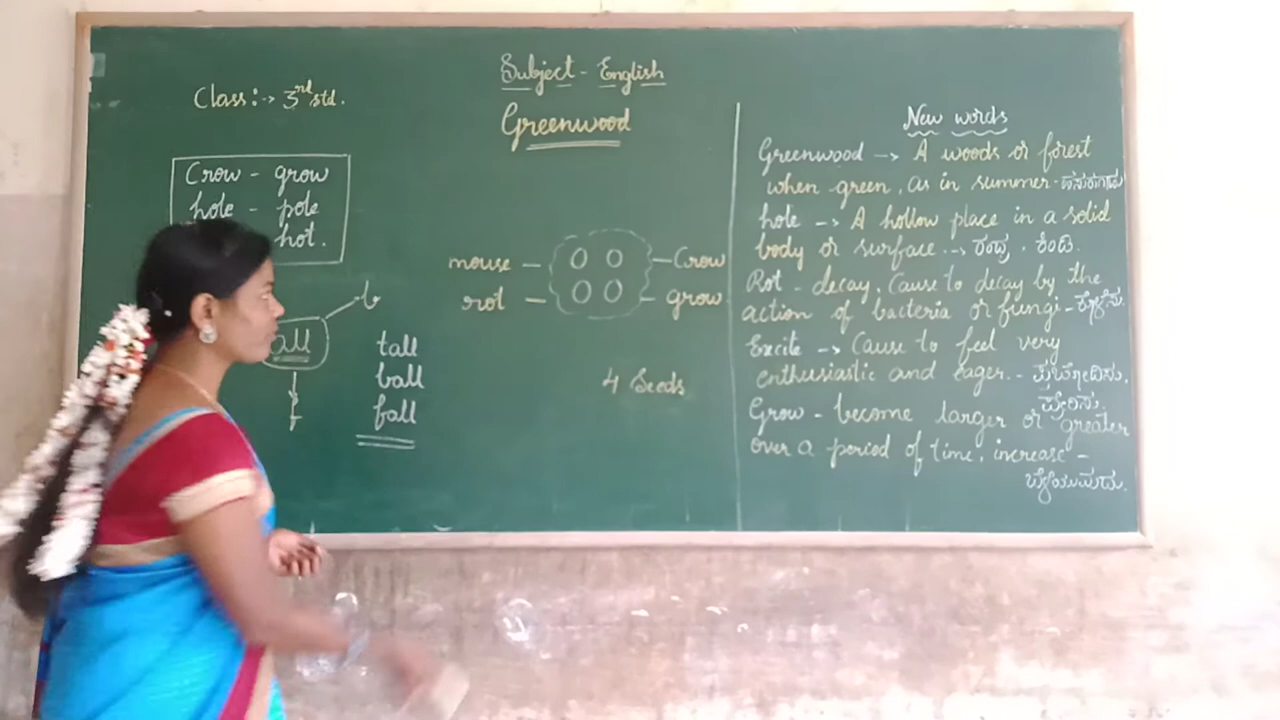 Subject - English
Class :-> 3rd std.
Greenwood
Crow - grow
hole - pole
hot.
b
all
f
tall
ball
fall
mouse - O O - Crow
rot - O O - grow
4 Seeds
New words
Greenwood -> A woods or forest
when green, as in summer -
hole -> A hollow place in a solid
body or surface ->
Rot - decay. Cause to decay by the
action of bacteria or fungi -
Excite -> Cause to feel very
enthusiastic and eager. - ಪ್ರಚೋದಿಸು.
ಪ್ರೇರಿಸು.
Grow - become larger or greater
over a period of time. increase -
ಬೆಳೆಯುವುದು.